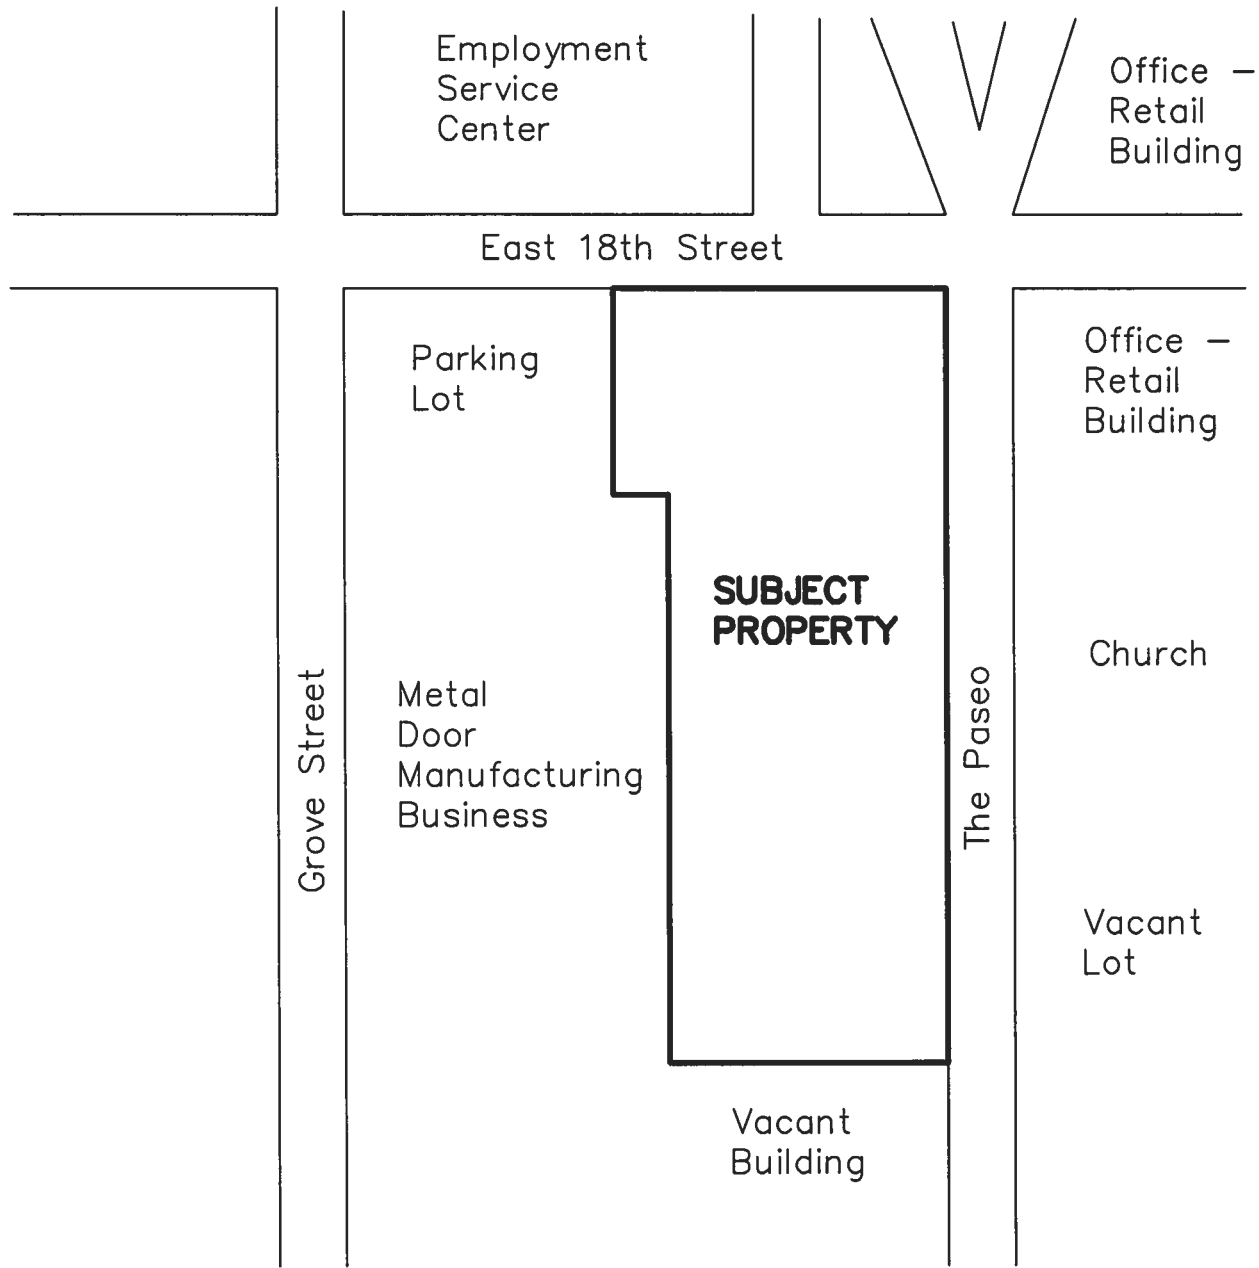 Employment
Service
Center
Office –
Retail
Building
East 18th Street
Parking
Lot
Office –
Retail
Building
SUBJECT
PROPERTY
Church
Grove Street
Metal
Door
Manufacturing
Business
The Paseo
Vacant
Lot
Vacant
Building